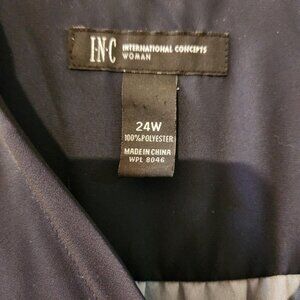 I·N·C INTERNATIONAL CONCEPTS
WOMAN
24W
100% POLYESTER
MADE IN CHINA
WPL 8046